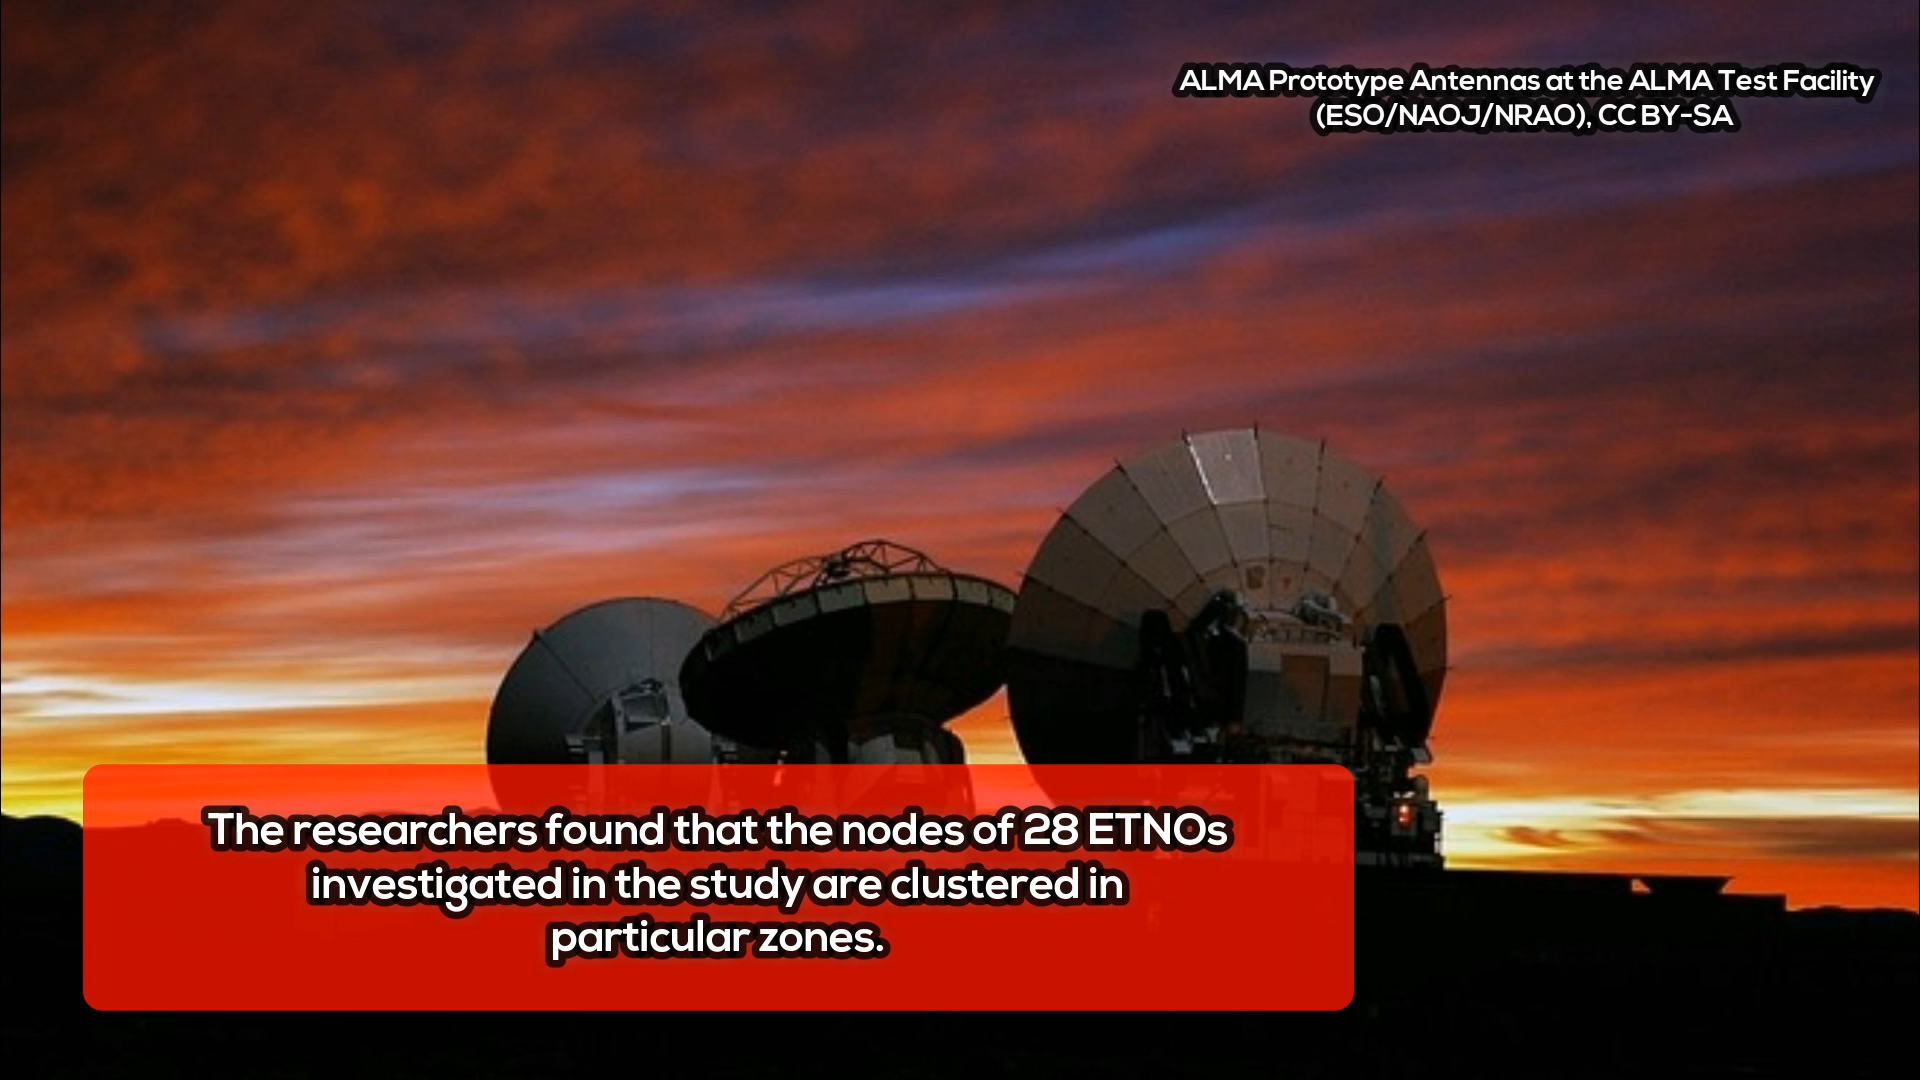 ALMA Prototype Antennas at the ALMA Test Facility
(ESO/NAOJ/NRAO), CC BY-SA
The researchers found that the nodes of 28 ETNOs
investigated in the study are clustered in
particular zones.